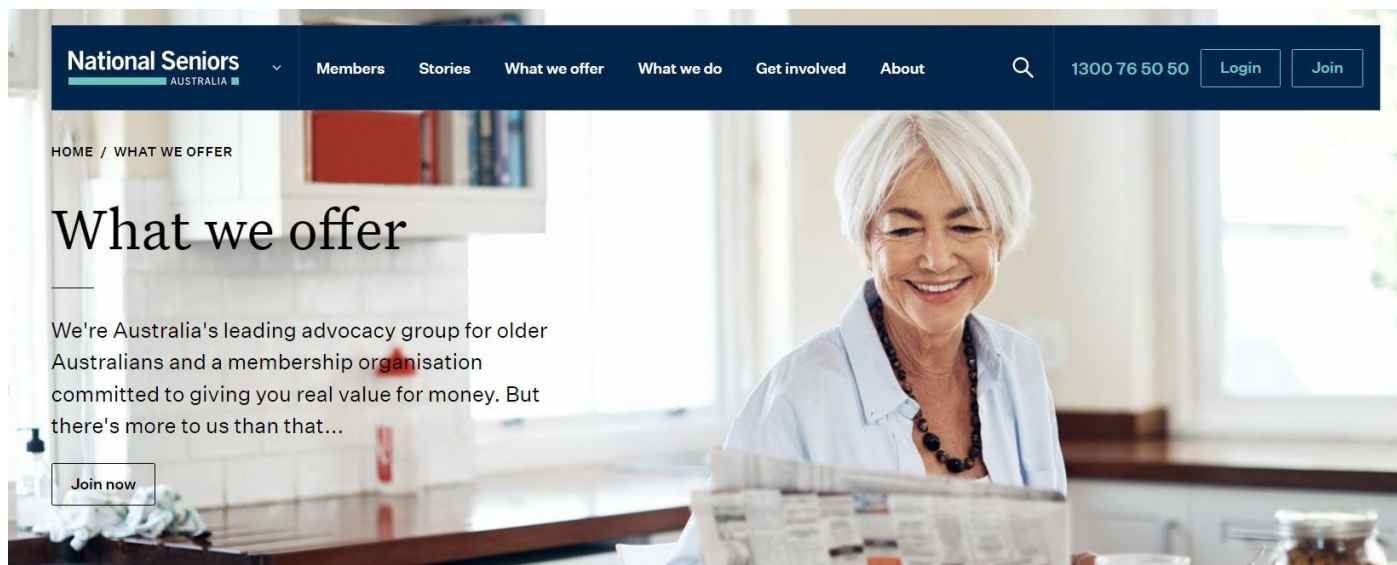 National Seniors
AUSTRALIA
Members
Stories
What we offer
What we do
Get involved
About
1300 76 50 50
Login
Join
HOME / WHAT WE OFFER
What we offer
We're Australia's leading advocacy group for older
Australians and a membership organisation
committed to giving you real value for money. But
there's more to us than that...
Join now